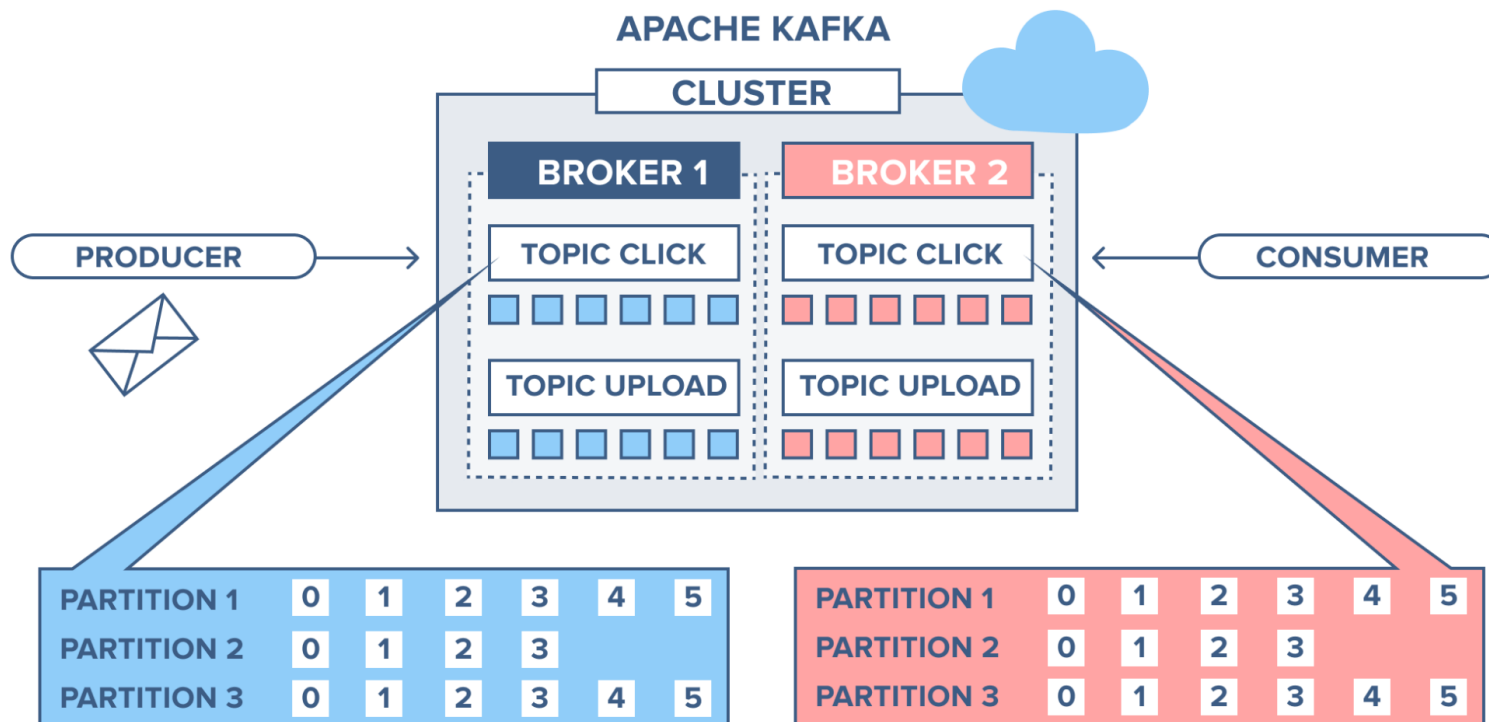 APACHE KAFKA
CLUSTER
BROKER 1
BROKER 2
PRODUCER
TOPIC CLICK
TOPIC CLICK
CONSUMER
TOPIC UPLOAD
TOPIC UPLOAD
PARTITION 1 0 1 2 3 4 5
PARTITION 2 0 1 2 3
PARTITION 3 0 1 2 3 4 5
PARTITION 1 0 1 2 3 4 5
PARTITION 2 0 1 2 3
PARTITION 3 0 1 2 3 4 5